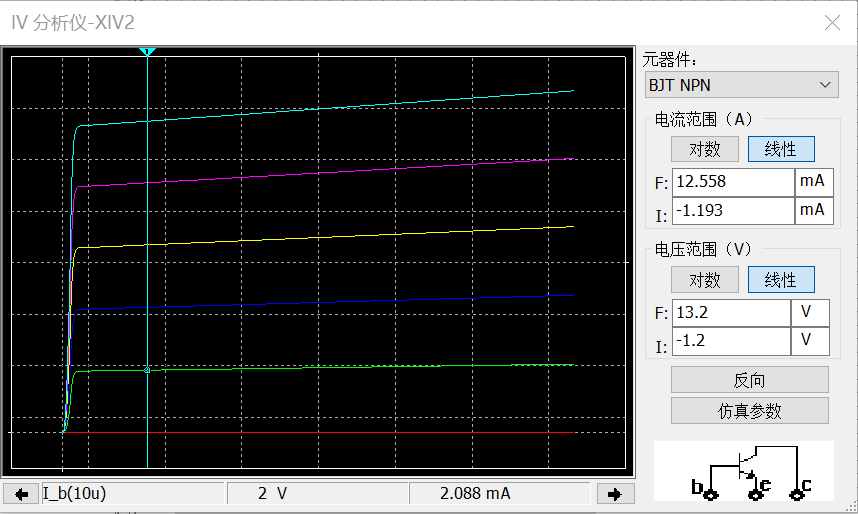 IV 分析仪-XIV2
元器件：
BJT NPN
电流范围（A）
对数 线性
F: 12.558 mA
I: -1.193 mA
电压范围（V）
对数 线性
F: 13.2 V
I: -1.2 V
反向
仿真参数
b e c
1
I_b(10u) 2 V 2.088 mA